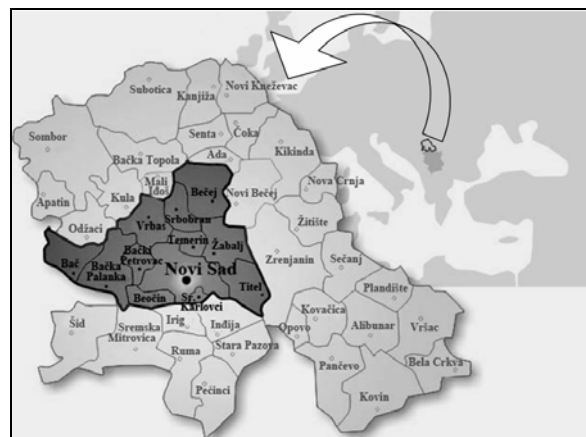 Subotica
Kanjiža
Novi Kneževac
Sombor
Senta
Čoka
Bačka Topola
Ada
Kikinda
Mali
Iđoš
Apatin
Kula
Bečej
Novi Bečej
Nova Crnja
Odžaci
Vrbas
Srbobran
Žitište
Temerin
Žabalj
Bački
Petrovac
Zrenjanin
Sečanj
Bač
Bačka
Palanka
Novi Sad
Titel
Plandište
Beočin
Sr.
Karlovci
Kovačica
Šid
Sremska
Mitrovica
Irig
Inđija
Opovo
Alibunar
Vršac
Ruma
Stara Pazova
Pančevo
Bela Crkva
Pećinci
Kovin